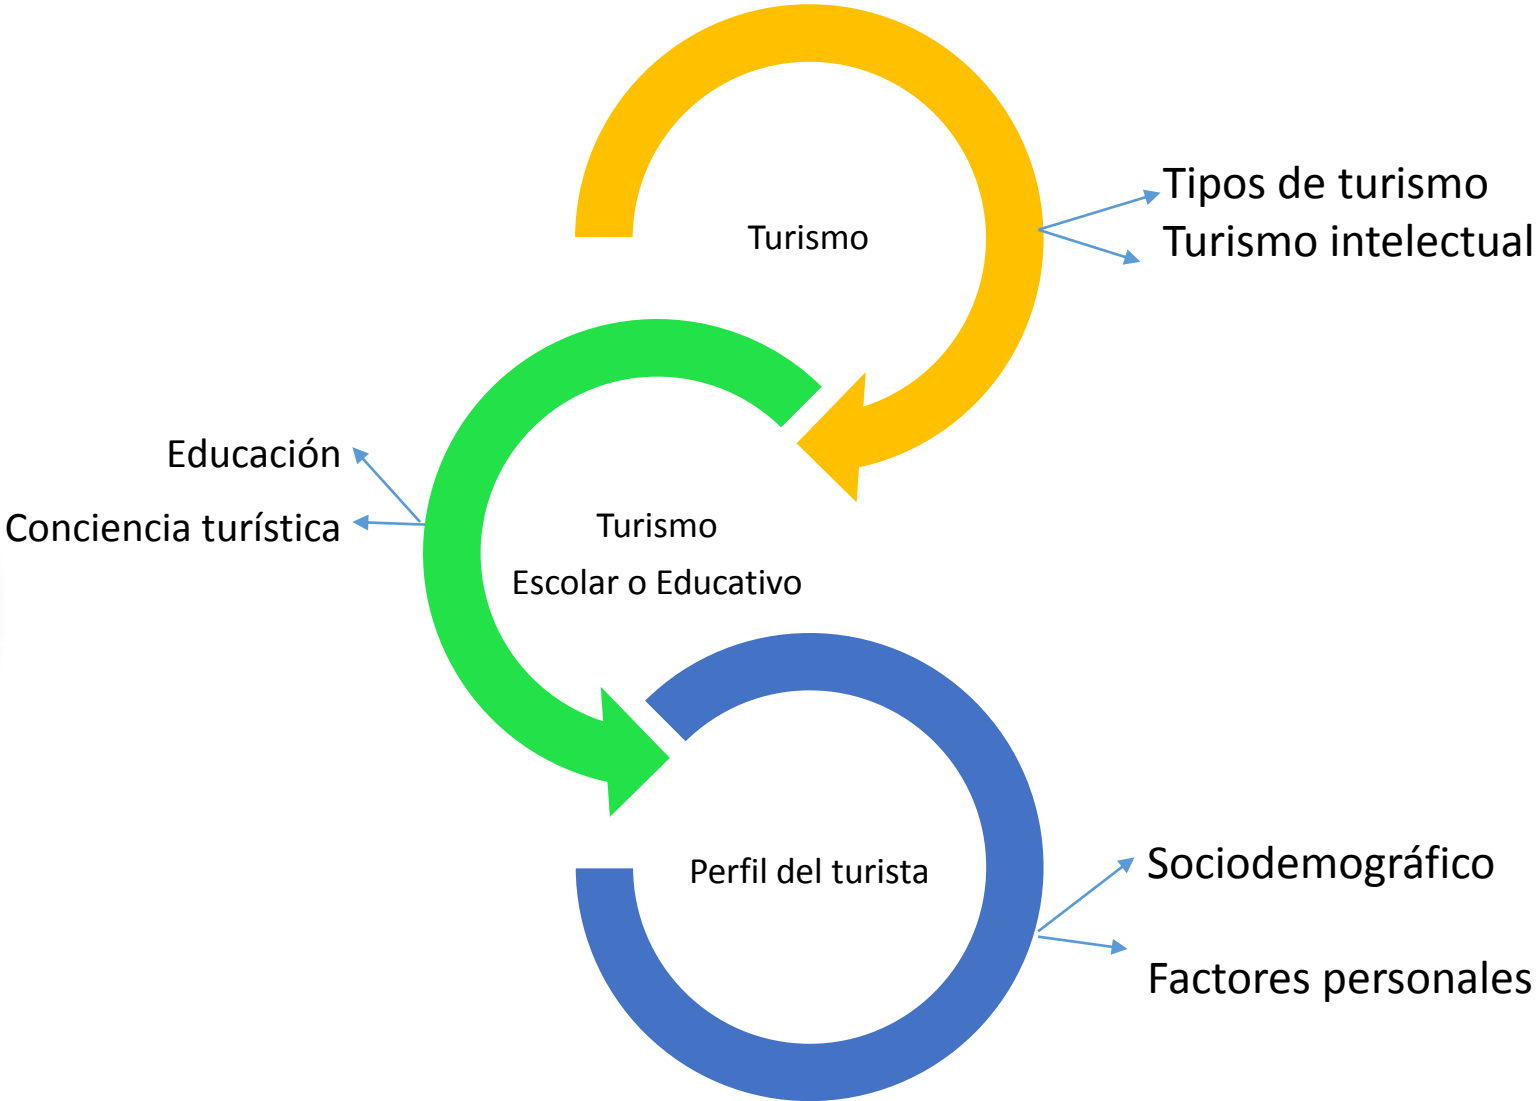 Turismo
Tipos de turismo
Turismo intelectual
Educación
Conciencia turística
Turismo
Escolar o Educativo
Perfil del turista
Sociodemográfico
Factores personales